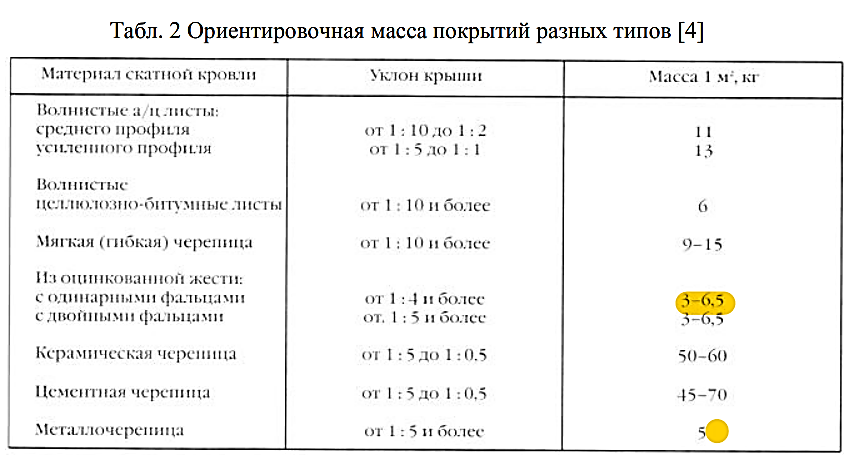 Табл. 2 Ориентировочная масса покрытий разных типов [4]
Материал скатной кровли Уклон крыши Масса 1 м², кг
Волнистые а/ц листы:
среднего профиля от 1 : 10 до 1 : 2 11
усиленного профиля от 1 : 5 до 1 : 1 13
Волнистые
целлюлозно-битумные листы от 1 : 10 и более 6
Мягкая (гибкая) черепица от 1 : 10 и более 9–15
Из оцинкованной жести:
с одинарными фальцами от 1 : 4 и более 3–6,5
с двойными фальцами от. 1 : 5 и более 3–6,5
Керамическая черепица от 1 : 5 до 1 : 0,5 50–60
Цементная черепица от 1 : 5 до 1 : 0,5 45–70
Металлочерепица от 1 : 5 и более 5